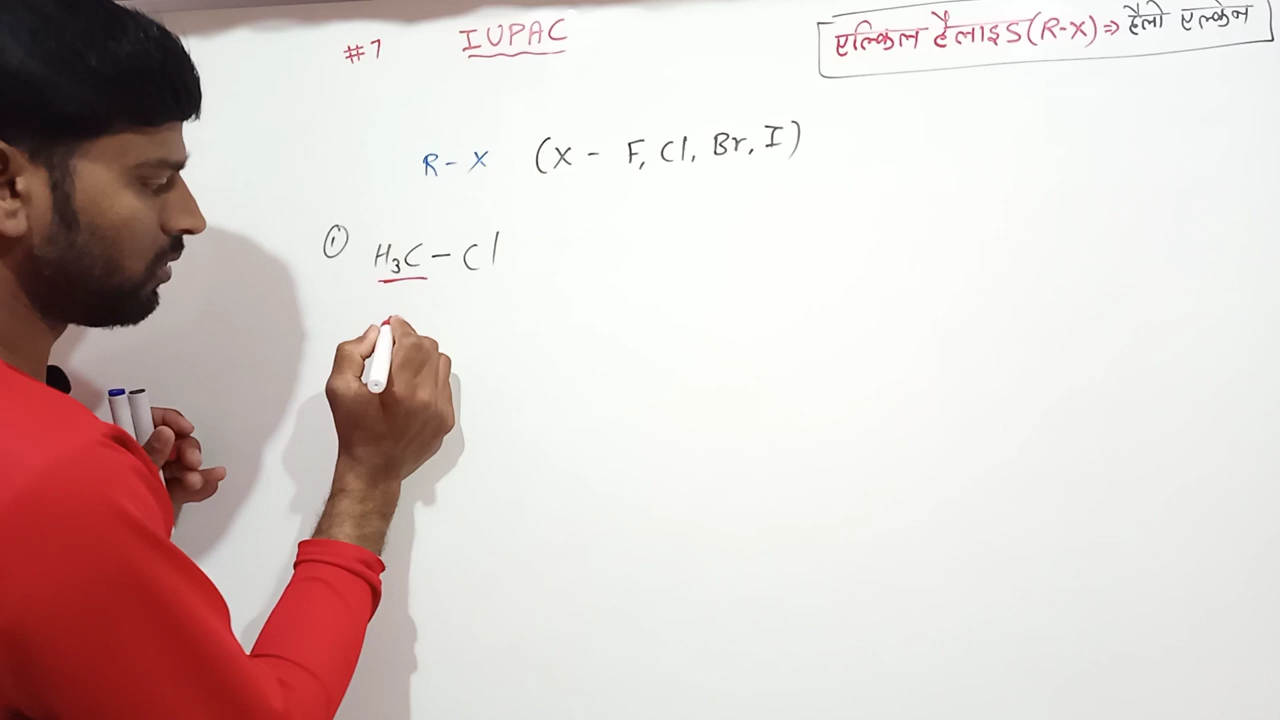 #7 IUPAC
एल्किल हैलाइड (R-X) ⇒ हैलो एल्केन
R - X (X - F, Cl, Br, I)
① H₃C - Cl